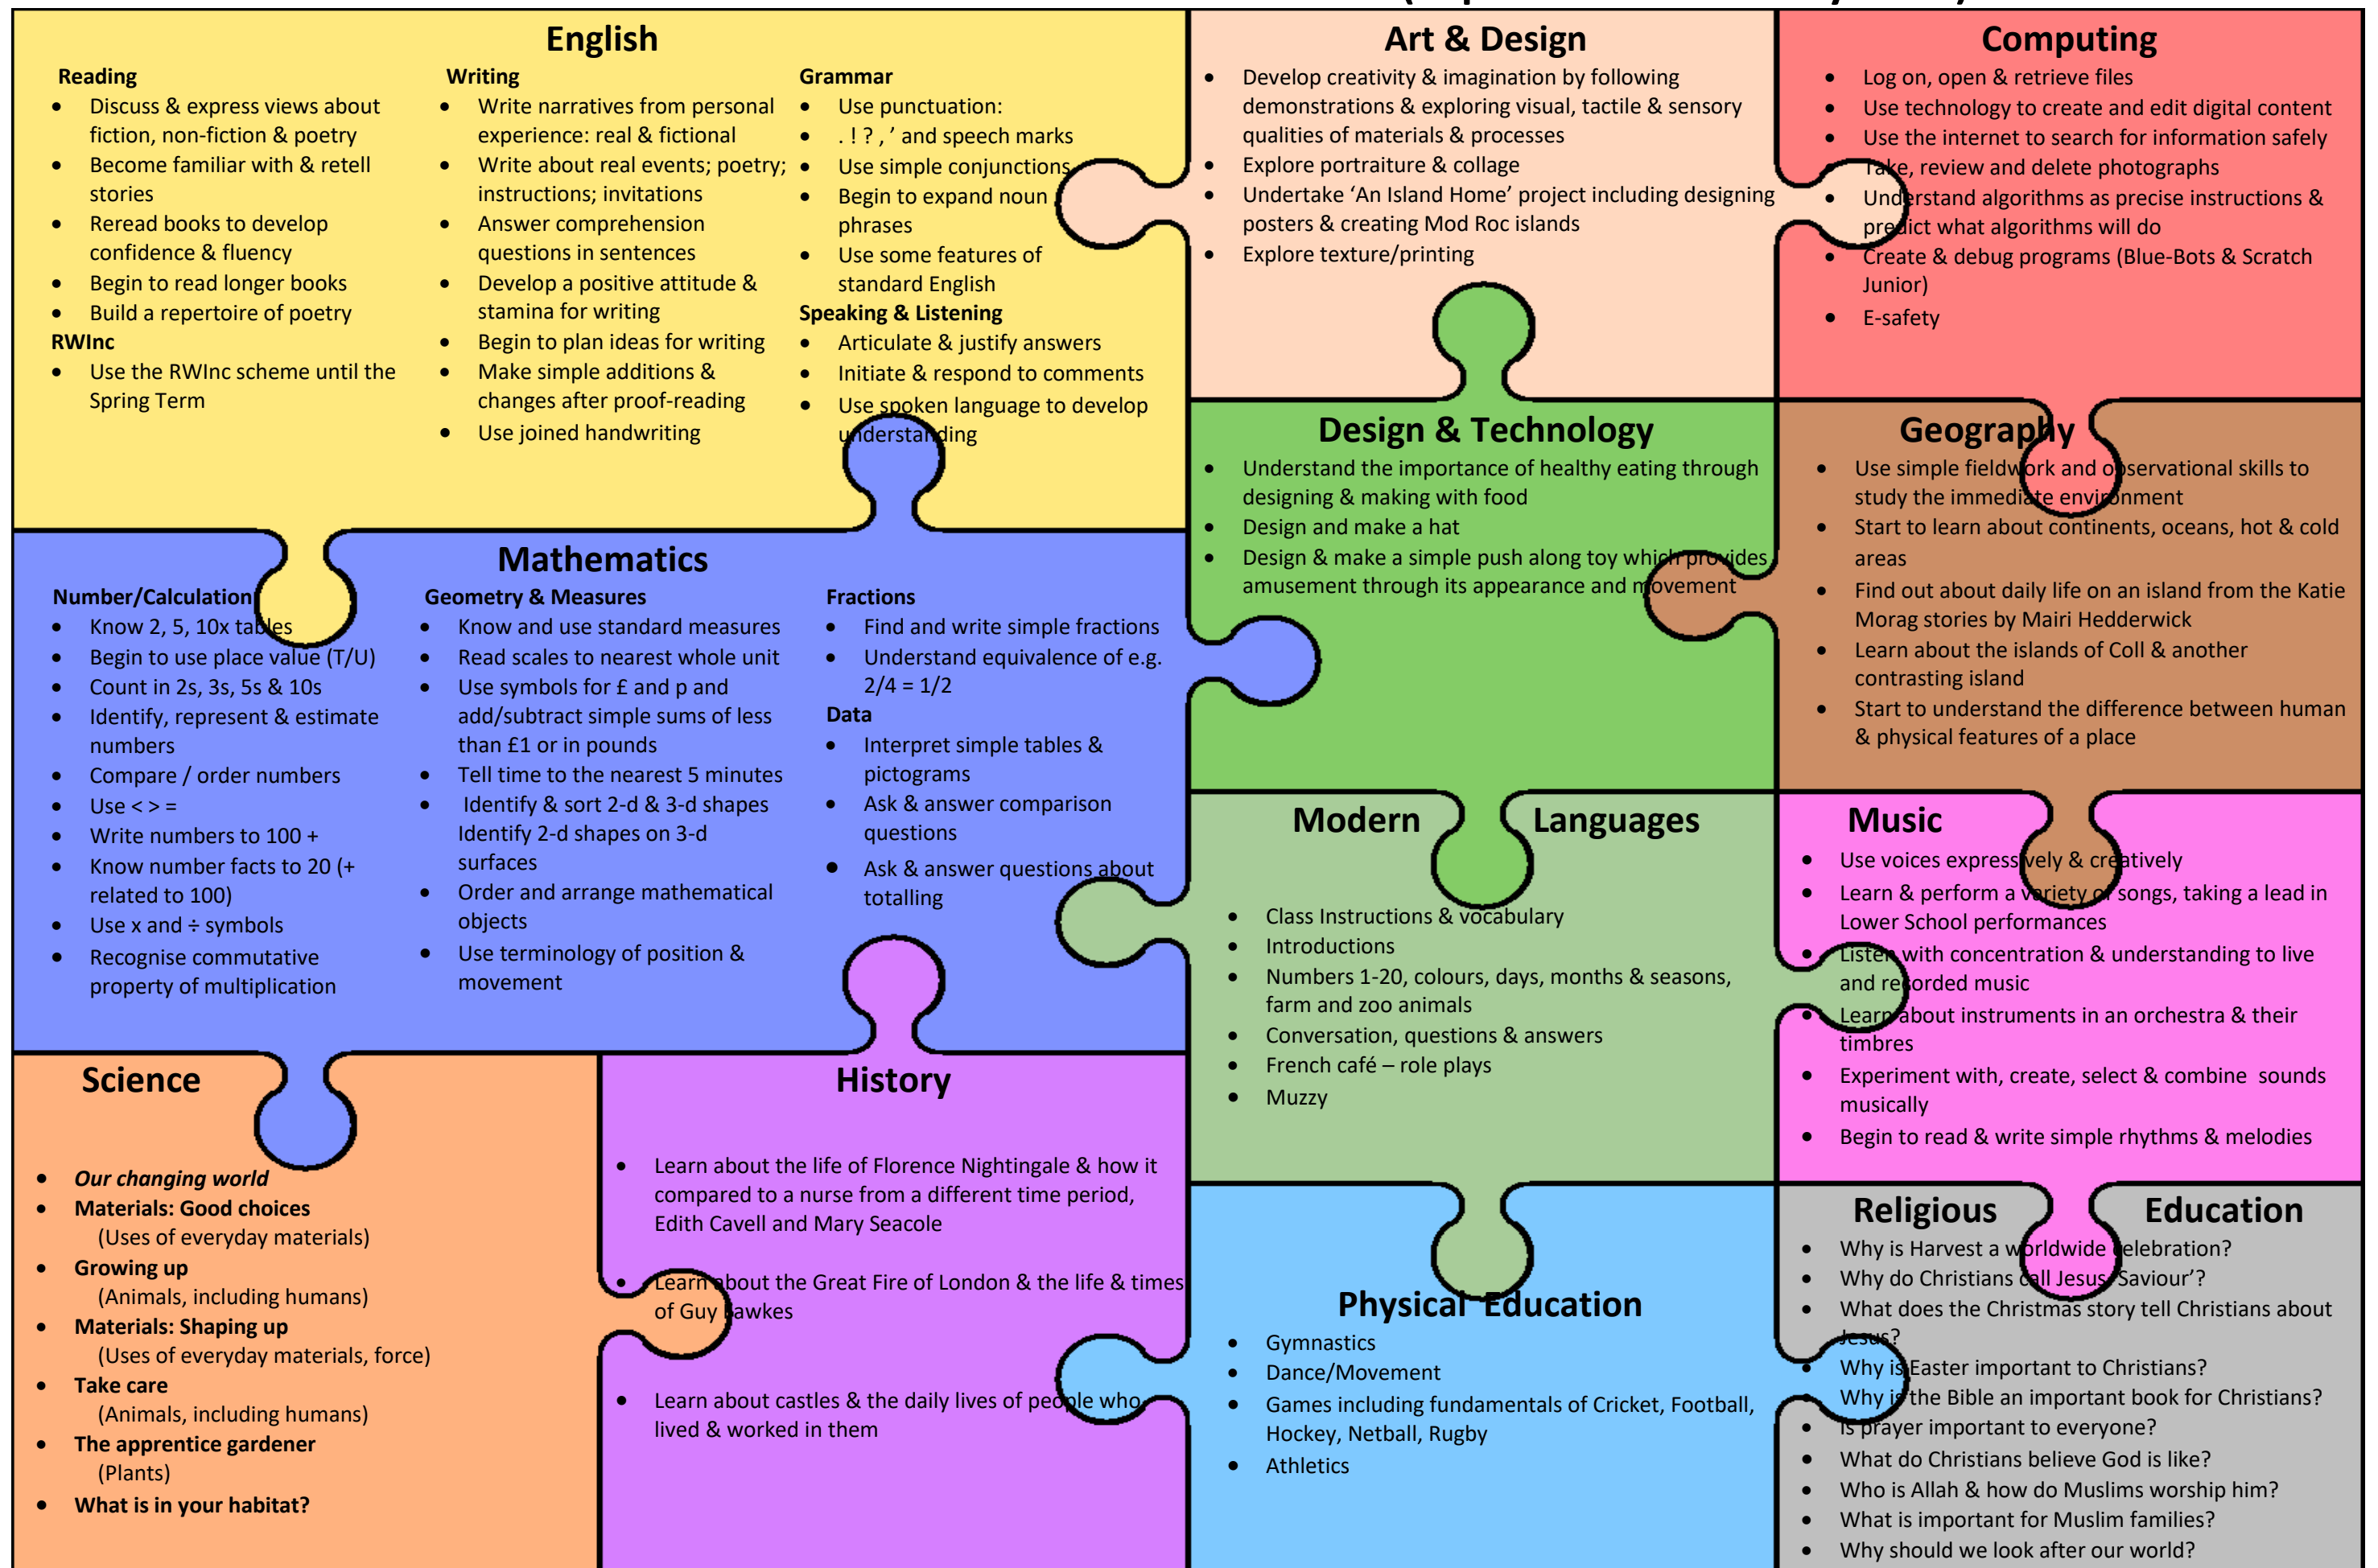 English
Reading
• Discuss & express views about
fiction, non-fiction & poetry
• Become familiar with & retell
stories
• Reread books to develop
confidence & fluency
• Begin to read longer books
• Build a repertoire of poetry
RWInc
• Use the RWInc scheme until the
Spring Term
Writing
• Write narratives from personal
experience: real & fictional
• Write about real events; poetry;
instructions; invitations
• Answer comprehension
questions in sentences
• Develop a positive attitude &
stamina for writing
• Begin to plan ideas for writing
• Make simple additions &
changes after proof-reading
• Use joined handwriting
Grammar
• Use punctuation:
• . ! ? , ’ and speech marks
• Use simple conjunctions
• Begin to expand noun
phrases
• Use some features of
standard English
Speaking & Listening
• Articulate & justify answers
• Initiate & respond to comments
• Use spoken language to develop
understanding
Art & Design
• Develop creativity & imagination by following
demonstrations & exploring visual, tactile & sensory
qualities of materials & processes
• Explore portraiture & collage
• Undertake ‘An Island Home’ project including designing
posters & creating Mod Roc islands
• Explore texture/printing
Computing
• Log on, open & retrieve files
• Use technology to create and edit digital content
• Use the internet to search for information safely
• Take, review and delete photographs
• Understand algorithms as precise instructions &
predict what algorithms will do
• Create & debug programs (Blue-Bots & Scratch
Junior)
• E-safety
Design & Technology
• Understand the importance of healthy eating through
designing & making with food
• Design and make a hat
• Design & make a simple push along toy which provides
amusement through its appearance and movement
Geography
• Use simple fieldwork and observational skills to
study the immediate environment
• Start to learn about continents, oceans, hot & cold
areas
• Find out about daily life on an island from the Katie
Morag stories by Mairi Hedderwick
• Learn about the islands of Coll & another
contrasting island
• Start to understand the difference between human
& physical features of a place
Mathematics
Number/Calculation
• Know 2, 5, 10x tables
• Begin to use place value (T/U)
• Count in 2s, 3s, 5s & 10s
• Identify, represent & estimate
numbers
• Compare / order numbers
• Use < > =
• Write numbers to 100 +
• Know number facts to 20 (+
related to 100)
• Use x and ÷ symbols
• Recognise commutative
property of multiplication
Geometry & Measures
• Know and use standard measures
• Read scales to nearest whole unit
• Use symbols for £ and p and
add/subtract simple sums of less
than £1 or in pounds
• Tell time to the nearest 5 minutes
• Identify & sort 2-d & 3-d shapes
Identify 2-d shapes on 3-d
surfaces
• Order and arrange mathematical
objects
• Use terminology of position &
movement
Fractions
• Find and write simple fractions
• Understand equivalence of e.g.
2/4 = 1/2
Data
• Interpret simple tables &
pictograms
• Ask & answer comparison
questions
• Ask & answer questions about
totalling
Modern Languages
• Class Instructions & vocabulary
• Introductions
• Numbers 1-20, colours, days, months & seasons,
farm and zoo animals
• Conversation, questions & answers
• French café – role plays
• Muzzy
Music
• Use voices expressively & creatively
• Learn & perform a variety of songs, taking a lead in
Lower School performances
• Listen with concentration & understanding to live
and recorded music
• Learn about instruments in an orchestra & their
timbres
• Experiment with, create, select & combine sounds
musically
• Begin to read & write simple rhythms & melodies
Science
• Our changing world
• Materials: Good choices
(Uses of everyday materials)
• Growing up
(Animals, including humans)
• Materials: Shaping up
(Uses of everyday materials, force)
• Take care
(Animals, including humans)
• The apprentice gardener
(Plants)
• What is in your habitat?
History
• Learn about the life of Florence Nightingale & how it
compared to a nurse from a different time period,
Edith Cavell and Mary Seacole
• Learn about the Great Fire of London & the life & times
of Guy Fawkes
• Learn about castles & the daily lives of people who
lived & worked in them
Physical Education
• Gymnastics
• Dance/Movement
• Games including fundamentals of Cricket, Football,
Hockey, Netball, Rugby
• Athletics
Religious Education
• Why is Harvest a worldwide celebration?
• Why do Christians call Jesus ‘Saviour’?
• What does the Christmas story tell Christians about
Jesus?
• Why is Easter important to Christians?
• Why is the Bible an important book for Christians?
• Is prayer important to everyone?
• What do Christians believe God is like?
• Who is Allah & how do Muslims worship him?
• What is important for Muslim families?
• Why should we look after our world?